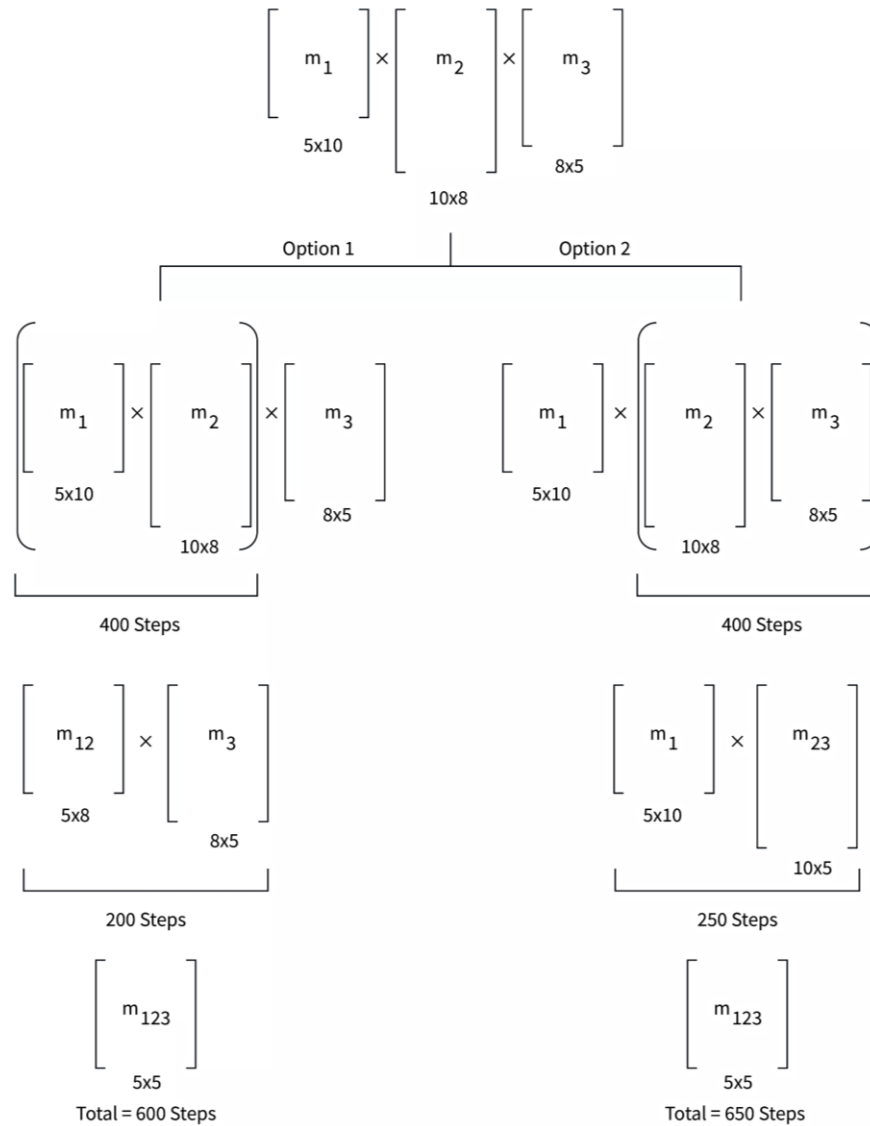 m1 × m2 × m3
5x10
8x5
10x8
Option 1 Option 2
m1 × m2 × m3
5x10
8x5
10x8
m1 × m2 × m3
5x10
8x5
10x8
400 Steps
400 Steps
m12 × m3
5x8
8x5
m1 × m23
5x10
10x5
200 Steps
250 Steps
m123
5x5
Total = 600 Steps
m123
5x5
Total = 650 Steps